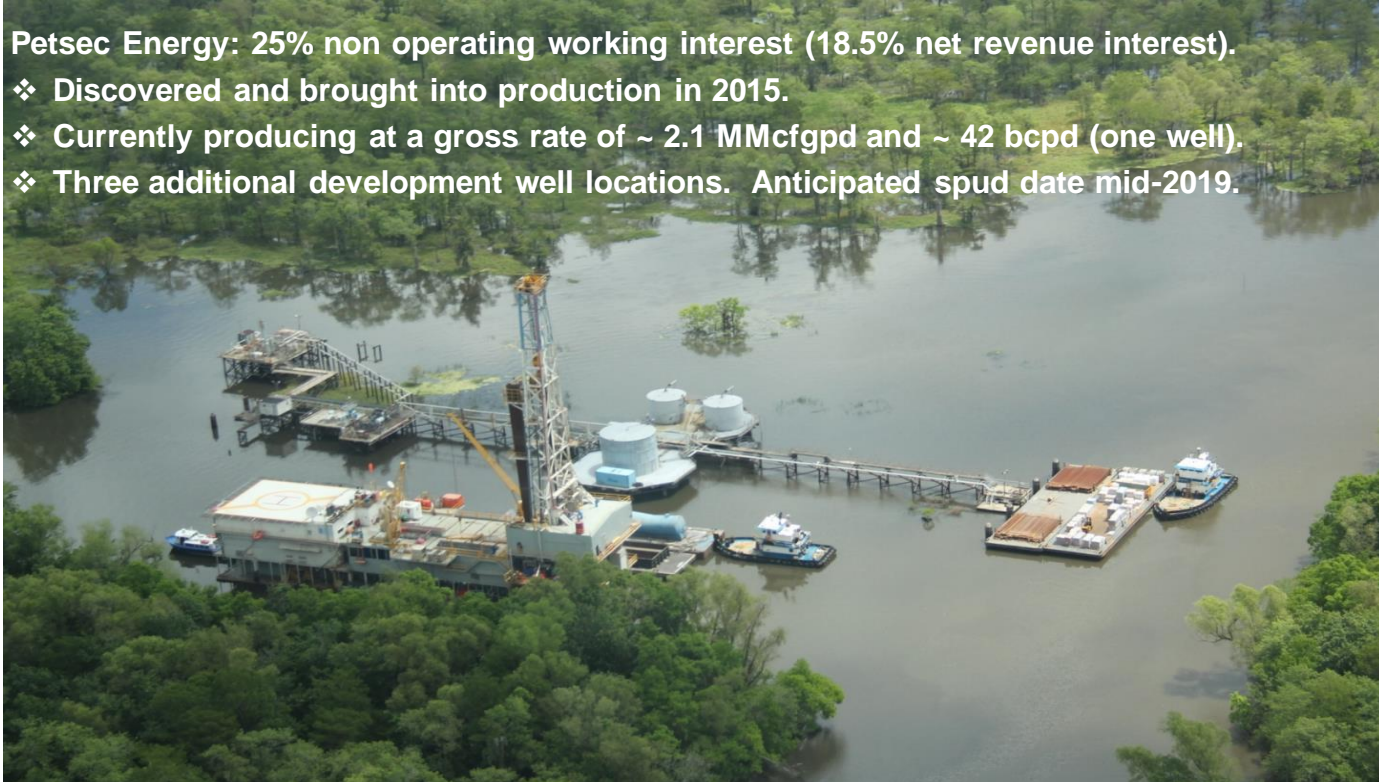 Petsec Energy: 25% non operating working interest (18.5% net revenue interest).
❖ Discovered and brought into production in 2015.
❖ Currently producing at a gross rate of ~ 2.1 MMcfgpd and ~ 42 bcpd (one well).
❖ Three additional development well locations. Anticipated spud date mid-2019.
H